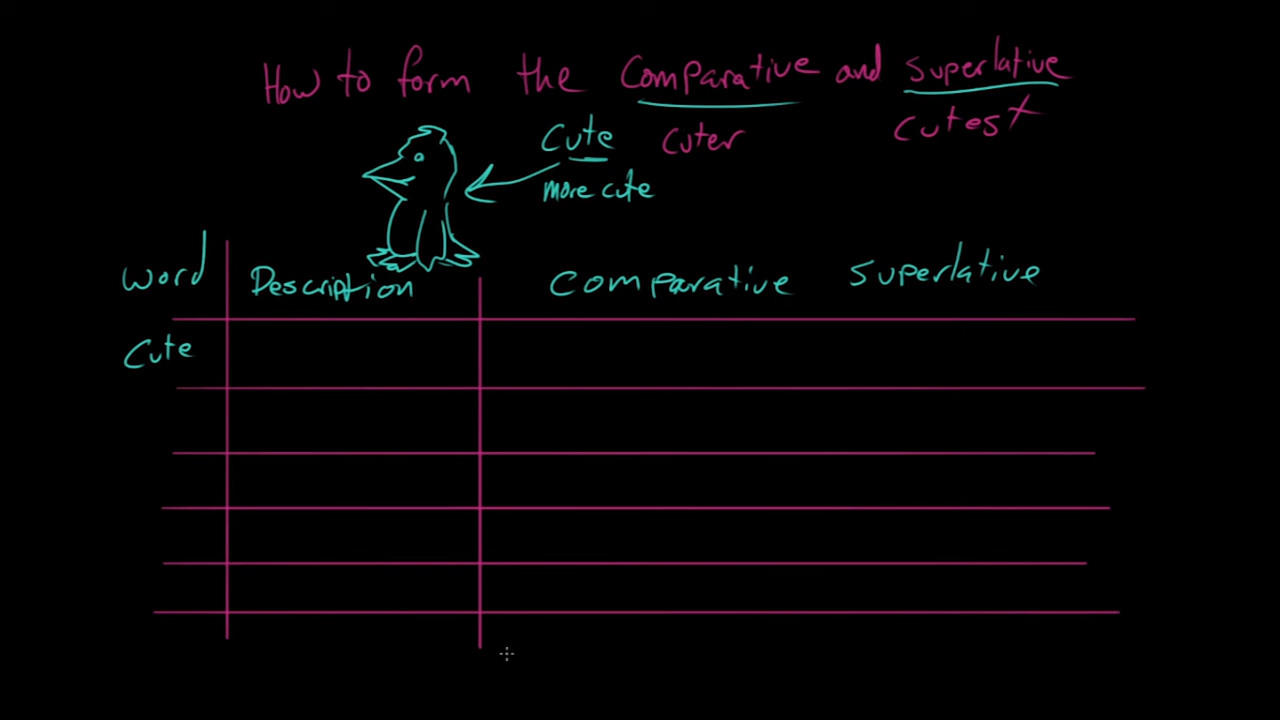 How to form the Comparative and Superlative
Cute cuter cutest
more cute
Word Description Comparative Superlative
Cute